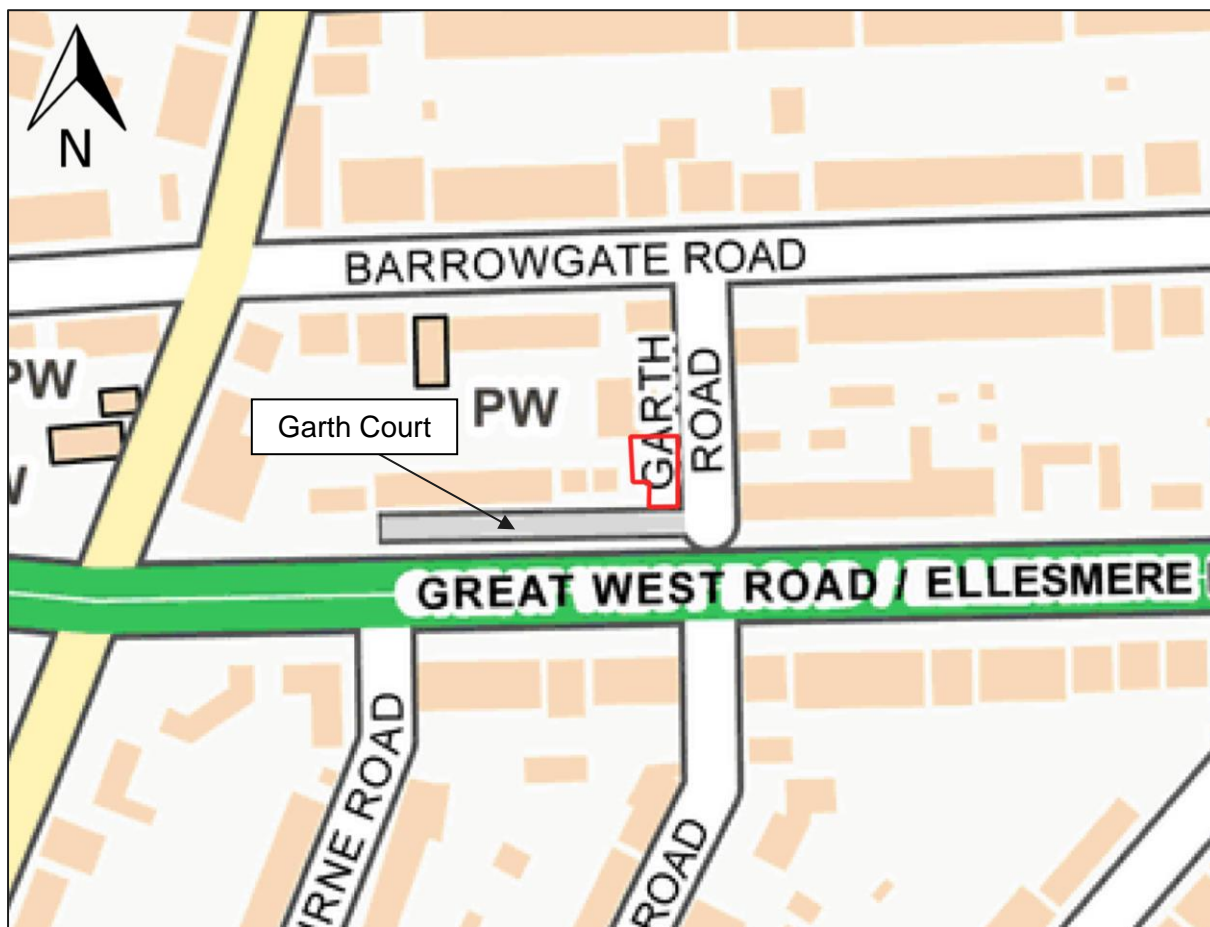 N
BARROWGATE ROAD
PW
GARTH
ROAD
PW
Garth Court
GREAT WEST ROAD / ELLESMERE
RNE ROAD
ROAD